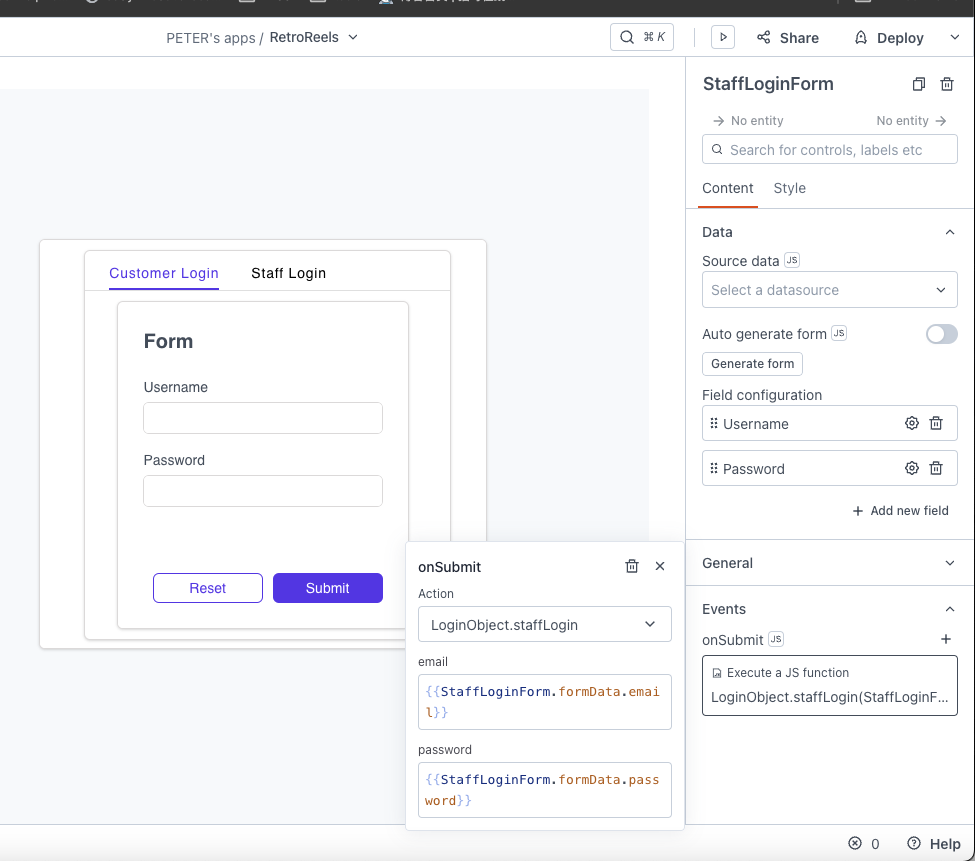 PETER's apps / RetroReels
⌘ K
Share
Deploy
StaffLoginForm
No entity
No entity
Search for controls, labels etc
Content
Style
Data
Source data JS
Select a datasource
Auto generate form JS
Generate form
Field configuration
Username
Password
Add new field
General
Events
onSubmit JS
Execute a JS function
LoginObject.staffLogin(StaffLoginF...
Customer Login
Staff Login
Form
Username
Password
Reset
Submit
onSubmit
Action
LoginObject.staffLogin
email
{{StaffLoginForm.formData.emai
l}}
password
{{StaffLoginForm.formData.pass
word}}
0
Help